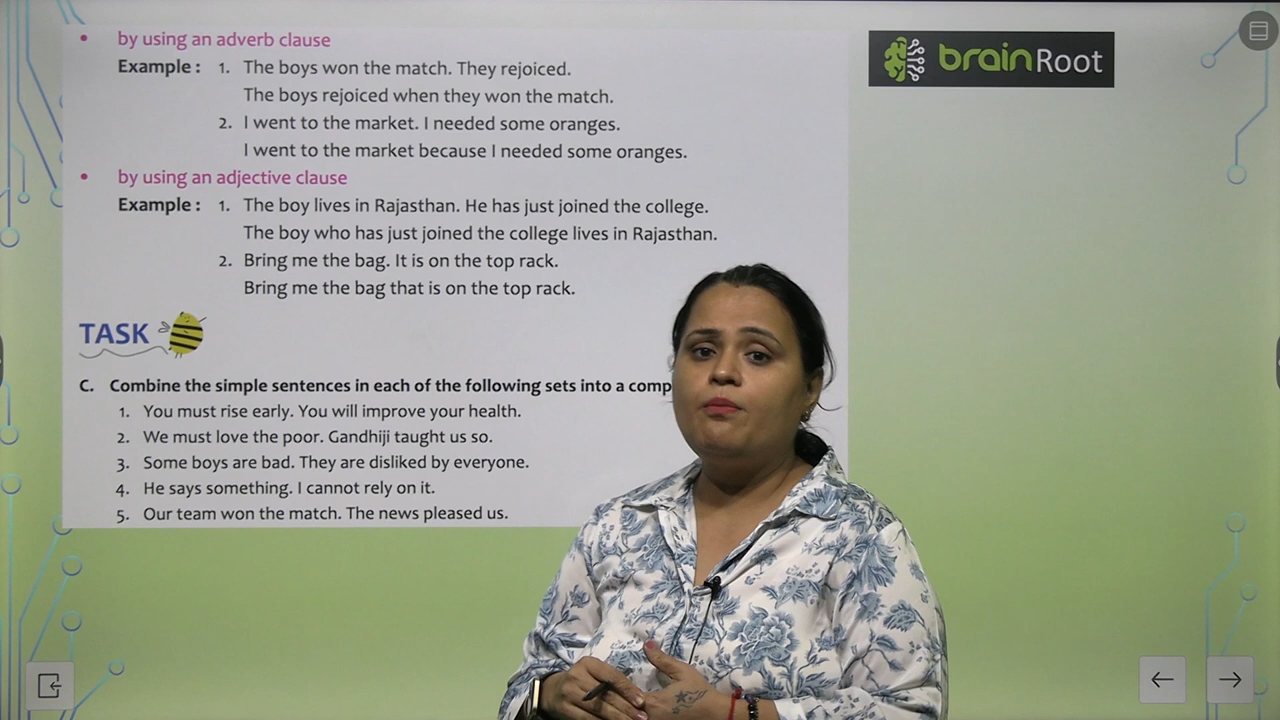 • by using an adverb clause
Example : 1. The boys won the match. They rejoiced.
The boys rejoiced when they won the match.
2. I went to the market. I needed some oranges.
I went to the market because I needed some oranges.
• by using an adjective clause
Example : 1. The boy lives in Rajasthan. He has just joined the college.
The boy who has just joined the college lives in Rajasthan.
2. Bring me the bag. It is on the top rack.
Bring me the bag that is on the top rack.
TASK
C. Combine the simple sentences in each of the following sets into a comp
1. You must rise early. You will improve your health.
2. We must love the poor. Gandhiji taught us so.
3. Some boys are bad. They are disliked by everyone.
4. He says something. I cannot rely on it.
5. Our team won the match. The news pleased us.
brainRoot